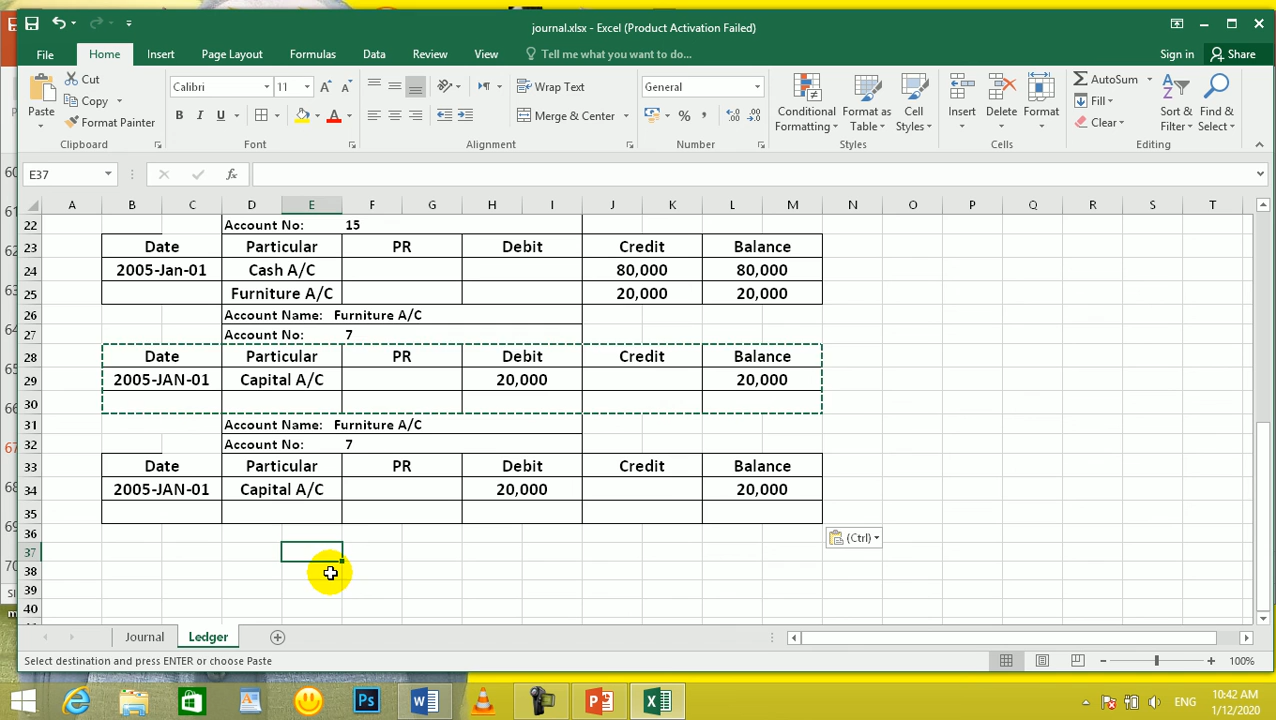 journal.xlsx - Excel (Product Activation Failed)
File Home Insert Page Layout Formulas Data Review View Tell me what you want to do... Sign in Share
Paste Cut Copy Format Painter Clipboard
Calibri 11 B I U Font
Wrap Text Merge & Center Alignment
General % , Number
Conditional Formatting Format as Table Cell Styles Styles
Insert Delete Format Cells
AutoSum Fill Clear Sort & Filter Find & Select Editing
E37 fx
A B C D E F G H I J K L M N O P Q R S T
22 Account No: 15
23 Date Particular PR Debit Credit Balance
24 2005-Jan-01 Cash A/C 80,000 80,000
25 Furniture A/C 20,000 20,000
26 Account Name: Furniture A/C
27 Account No: 7
28 Date Particular PR Debit Credit Balance
29 2005-JAN-01 Capital A/C 20,000 20,000
30
31 Account Name: Furniture A/C
32 Account No: 7
33 Date Particular PR Debit Credit Balance
34 2005-JAN-01 Capital A/C 20,000 20,000
35
36 (Ctrl)
37
38
39
40
Journal Ledger
Select destination and press ENTER or choose Paste 100%
ENG 10:42 AM
1/12/2020